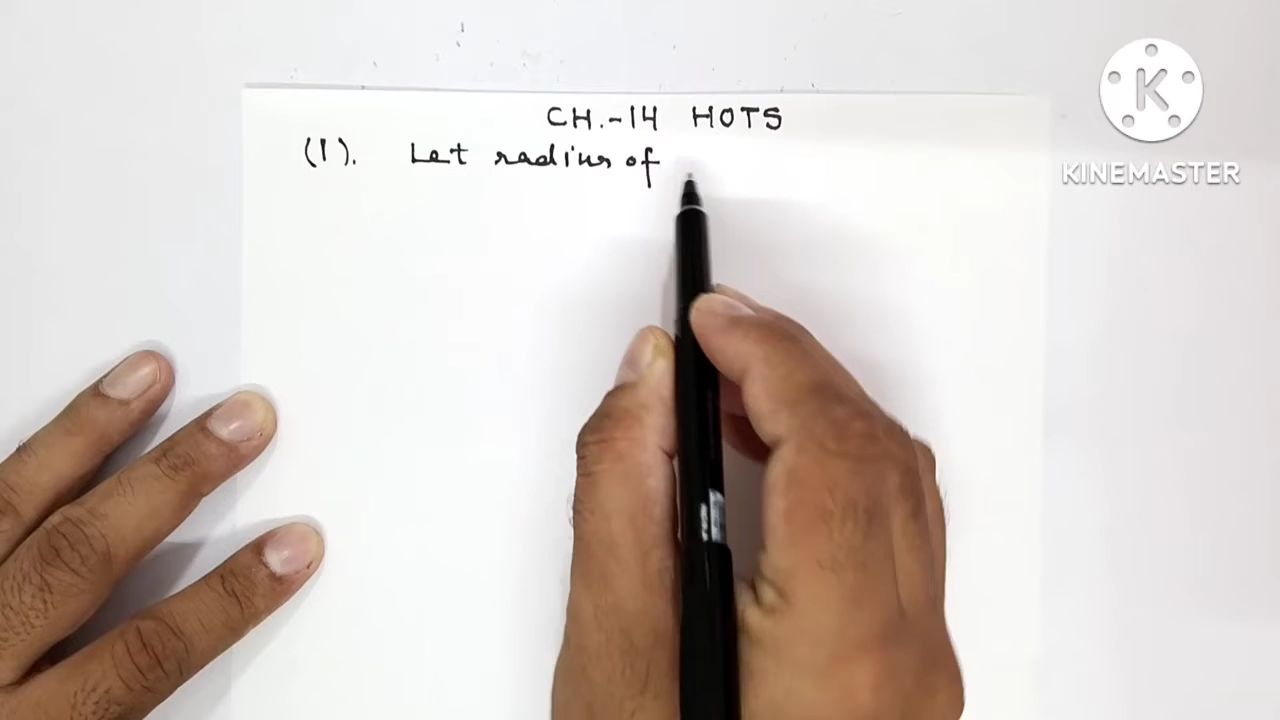 CH.-14 HOTS
(1). Let radius of
K
KINEMASTER